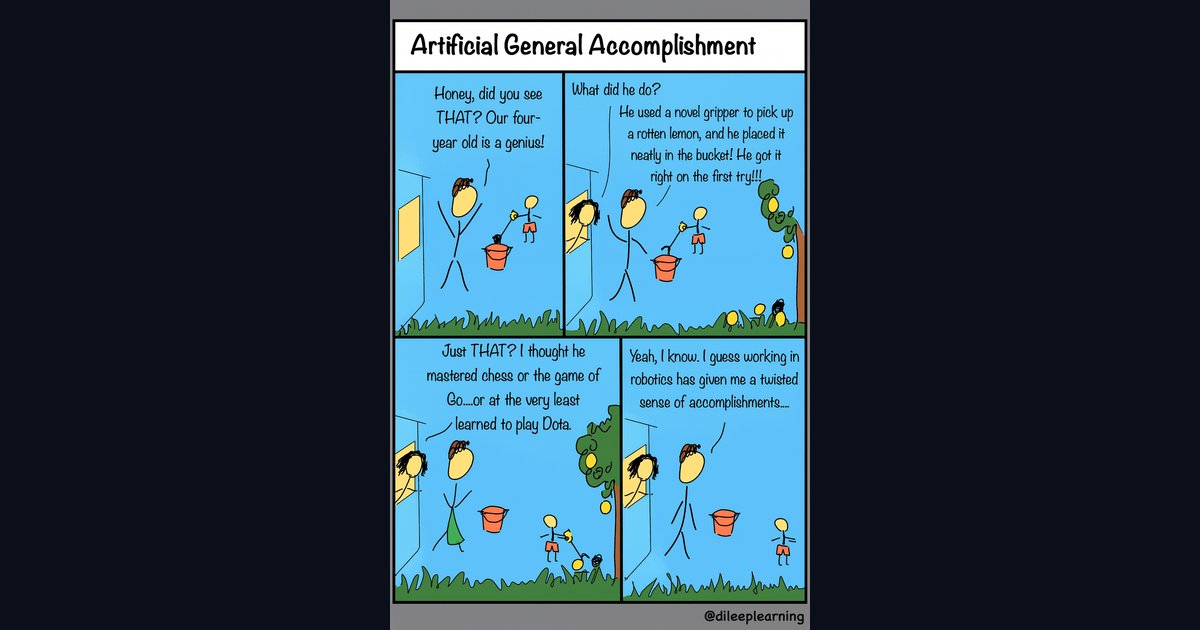 Artificial General Accomplishment
Honey, did you see
THAT? Our four-
year old is a genius!
What did he do?
He used a novel gripper to pick up
a rotten lemon, and he placed it
neatly in the bucket! He got it
right on the first try!!!
Just THAT? I thought he
mastered chess or the game of
Go....or at the very least
learned to play Dota.
Yeah, I know. I guess working in
robotics has given me a twisted
sense of accomplishments....
@dileeplearning